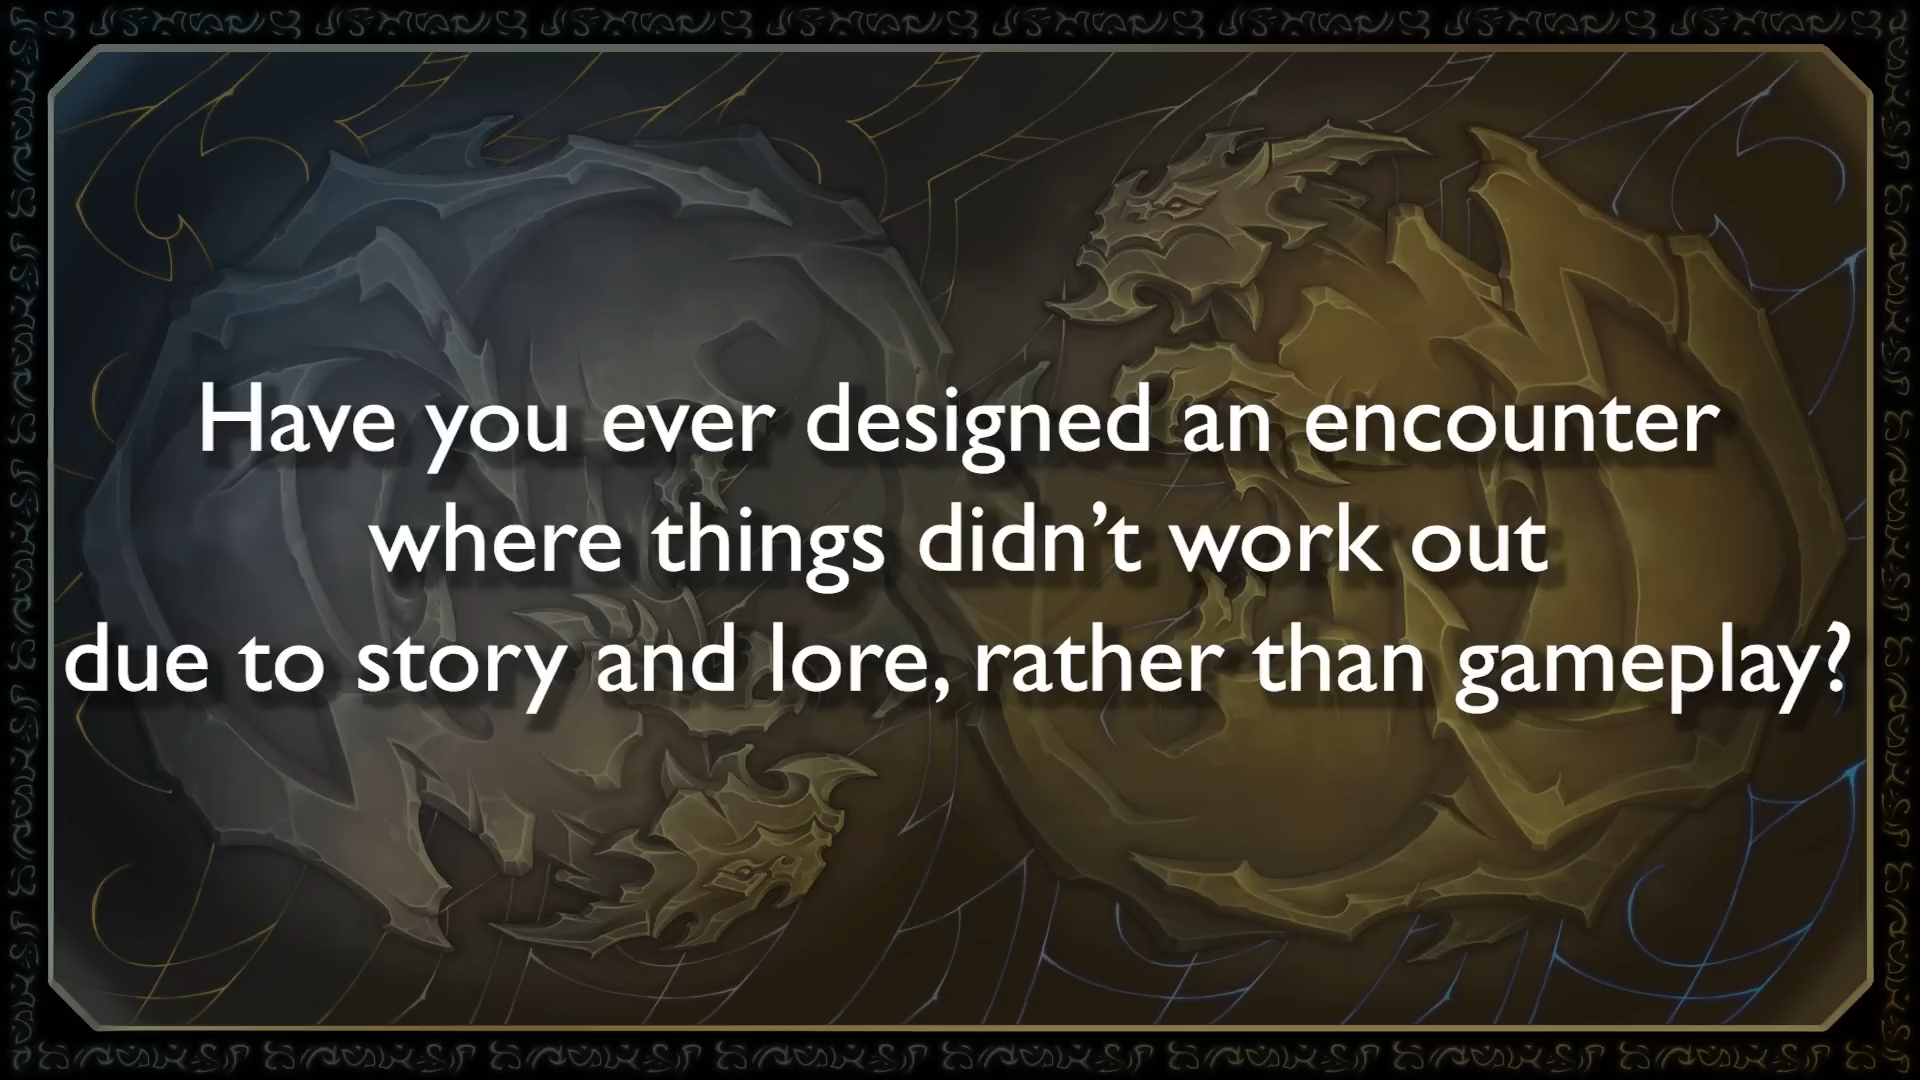 Have you ever designed an encounter
where things didn’t work out
due to story and lore, rather than gameplay?